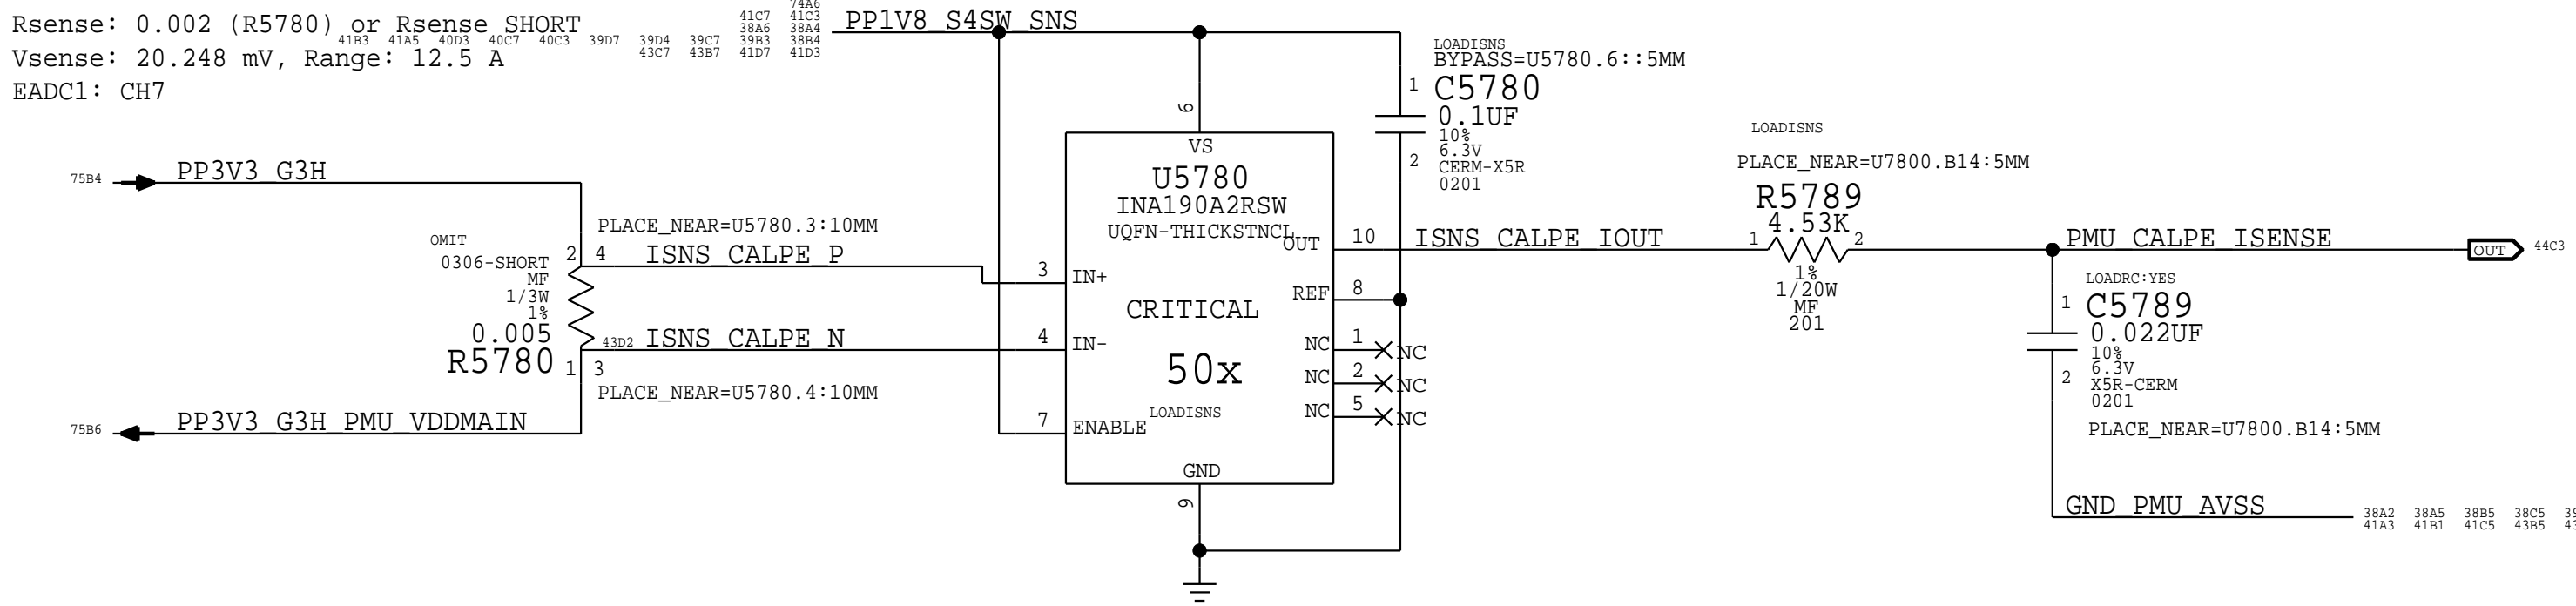 Rsense: 0.002 (R5780) or Rsense SHORT
Vsense: 20.248 mV, Range: 12.5 A
EADC1: CH7
74A6
41C7 41C3
38A6 38A4
41B3 41A5 40D3 40C7 40C3 39D7 39D4 39C7 39B3 38B4
43C7 43B7 41D7 41D3
PP1V8_S4SW_SNS
LOADISNS
BYPASS=U5780.6::5MM
1
C5780
0.1UF
10%
6.3V
2
CERM-X5R
0201
6
VS
U5780
INA190A2RSW
UQFN-THICKSTNCL
OUT
10
ISNS_CALPE_IOUT
LOADISNS
PLACE_NEAR=U7800.B14:5MM
R5789
4.53K
1
2
1%
1/20W
MF
201
PMU_CALPE_ISENSE
OUT
44C3
75B4
PP3V3_G3H
PLACE_NEAR=U5780.3:10MM
OMIT
0306-SHORT
MF
1/3W
1%
0.005
R5780
2 4
ISNS_CALPE_P
3
IN+
REF
8
CRITICAL
43D2
ISNS_CALPE_N
4
IN-
NC
1
NC
50x
NC
2
NC
NC
5
NC
1 3
PLACE_NEAR=U5780.4:10MM
LOADISNS
7
ENABLE
75B6
PP3V3_G3H_PMU_VDDMAIN
GND
9
LOADRC:YES
1
C5789
0.022UF
10%
6.3V
2
X5R-CERM
0201
PLACE_NEAR=U7800.B14:5MM
GND_PMU_AVSS
38A2 38A5 38B5 38C5
41A3 41B1 41C5 43B5